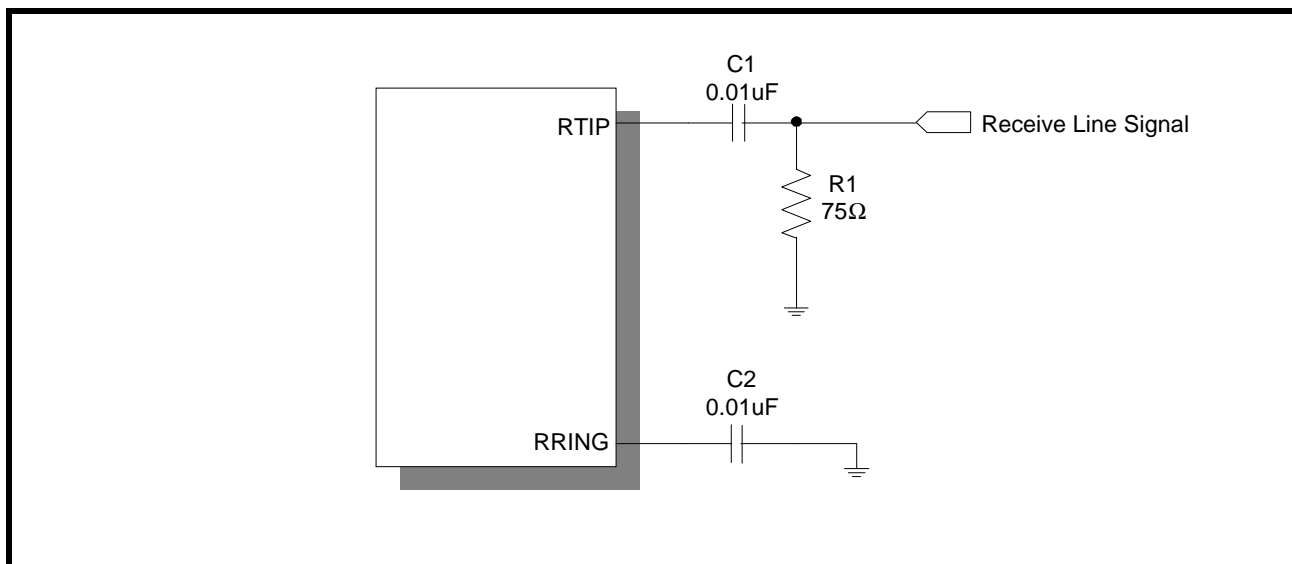 C1
0.01uF
RTIP
Receive Line Signal
R1
75Ω
C2
0.01uF
RRING